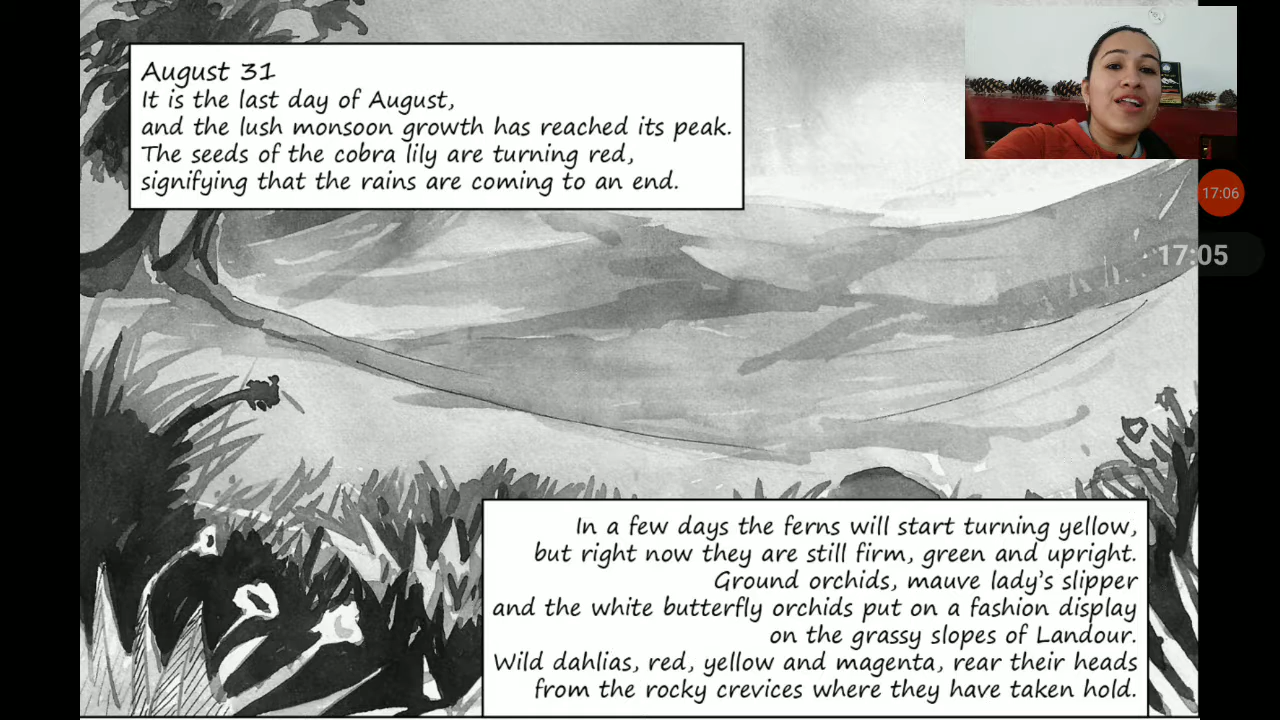 August 31
It is the last day of August,
and the lush monsoon growth has reached its peak.
The seeds of the cobra lily are turning red,
signifying that the rains are coming to an end.
17:06
17:05
In a few days the ferns will start turning yellow,
but right now they are still firm, green and upright.
Ground orchids, mauve lady's slipper
and the white butterfly orchids put on a fashion display
on the grassy slopes of Landour.
Wild dahlias, red, yellow and magenta, rear their heads
from the rocky crevices where they have taken hold.